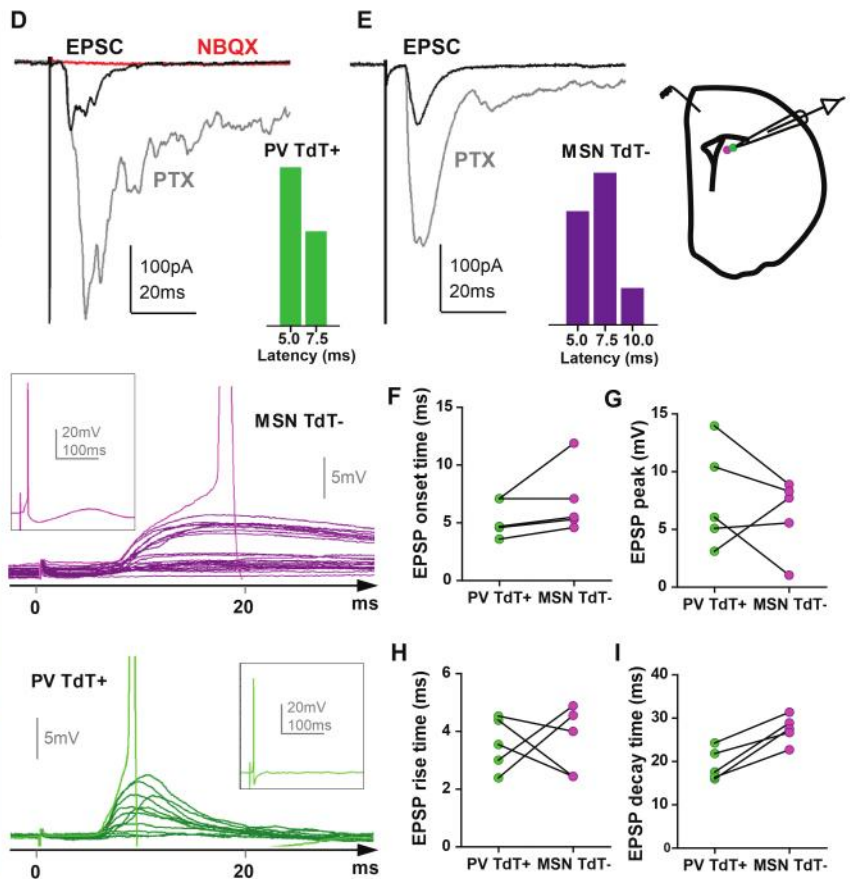 D
EPSC
NBQX
PTX
100pA
20ms
PV TdT+
5.0 7.5
Latency (ms)
E
EPSC
PTX
100pA
20ms
MSN TdT-
5.0 7.5 10.0
Latency (ms)
20mV
100ms
MSN TdT-
5mV
0 20
ms
F
EPSP onset time (ms)
15
10
5
0
PV TdT+ MSN TdT-
G
EPSP peak (mV)
15
10
5
0
PV TdT+ MSN TdT-
PV TdT+
5mV
20mV
100ms
0 20
ms
H
EPSP rise time (ms)
6
4
2
0
PV TdT+ MSN TdT-
I
EPSP decay time (ms)
40
30
20
10
0
PV TdT+ MSN TdT-